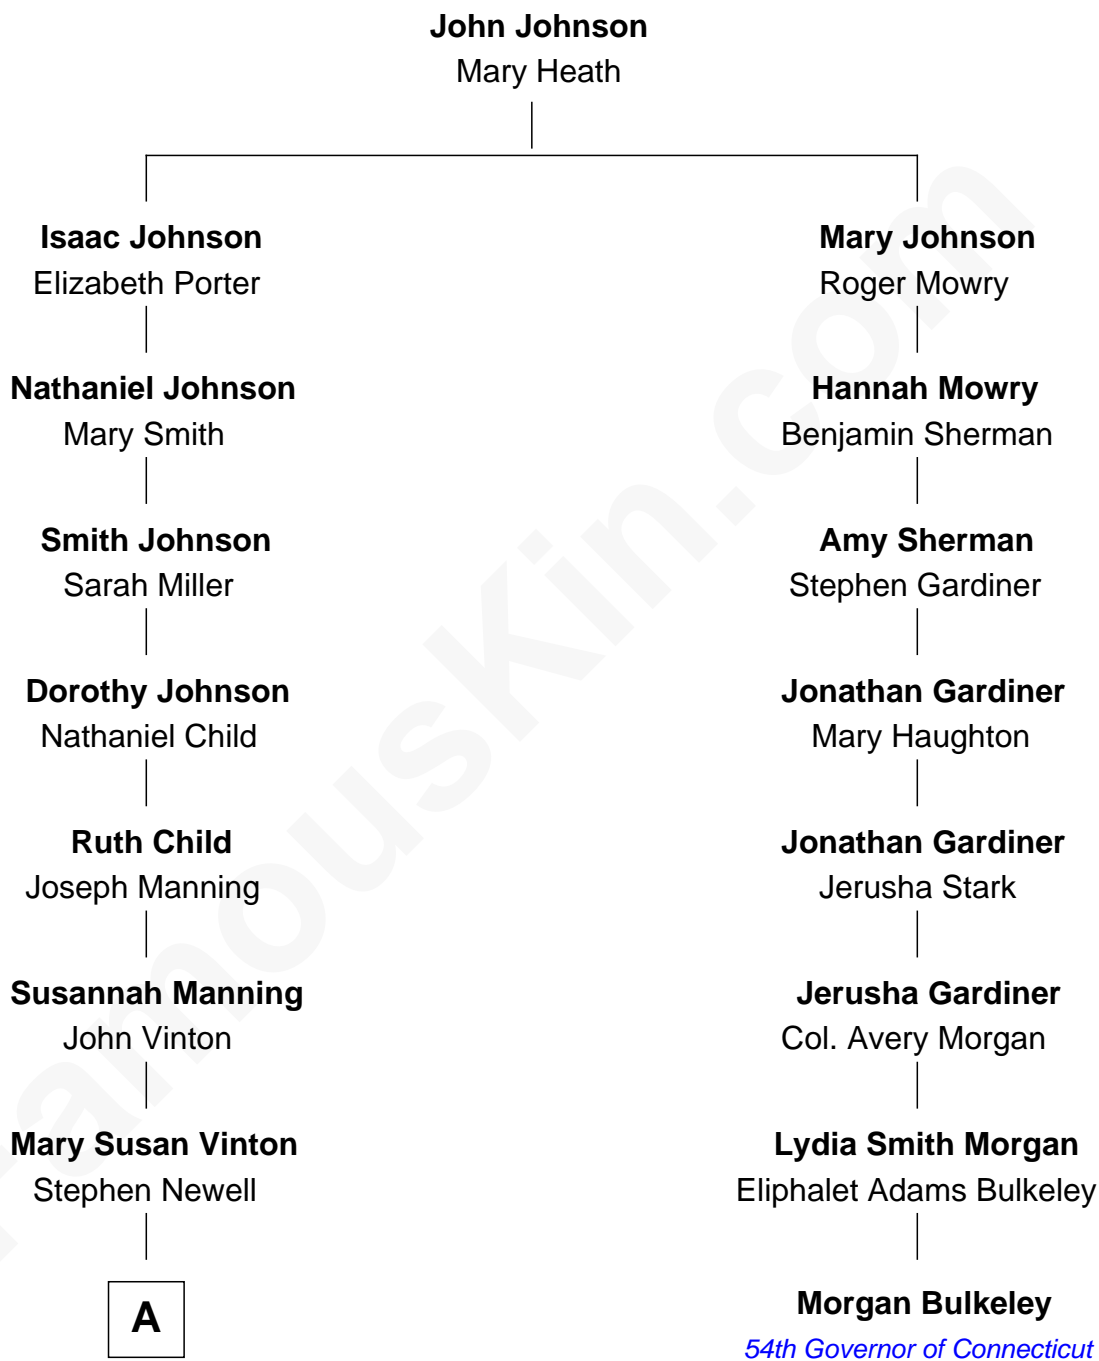 John Johnson
Mary Heath
Isaac Johnson
Elizabeth Porter
Mary Johnson
Roger Mowry
Nathaniel Johnson
Mary Smith
Hannah Mowry
Benjamin Sherman
Smith Johnson
Sarah Miller
Amy Sherman
Stephen Gardiner
Dorothy Johnson
Nathaniel Child
Jonathan Gardiner
Mary Haughton
Ruth Child
Joseph Manning
Jonathan Gardiner
Jerusha Stark
Susannah Manning
John Vinton
Jerusha Gardiner
Col. Avery Morgan
Mary Susan Vinton
Stephen Newell
Lydia Smith Morgan
Eliphalet Adams Bulkeley
A
Morgan Bulkeley
54th Governor of Connecticut
FamousKin.com